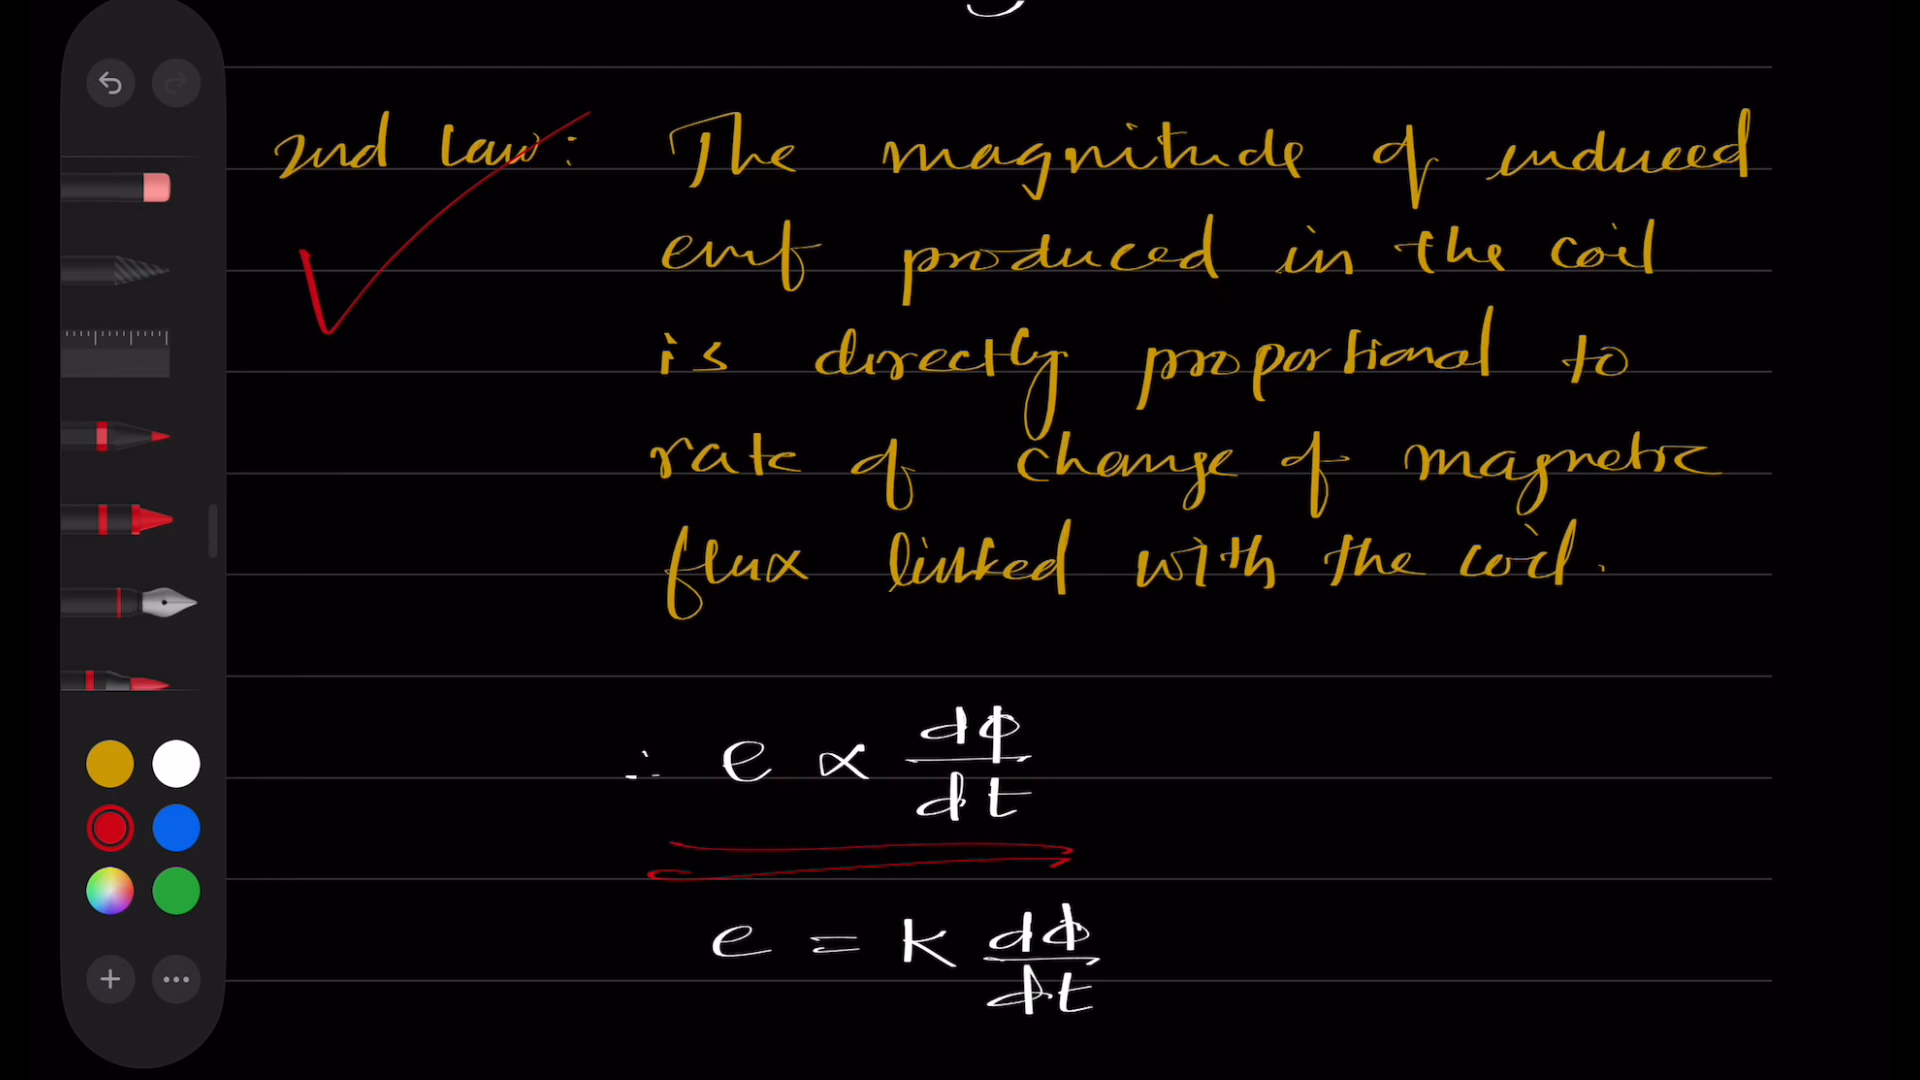 2nd law: The magnitude of induced
emf produced in the coil
is directly proportional to
rate of change of magnetic
flux linked with the coil.
∴ e ∝ dϕ/dt
e = K dϕ/dt